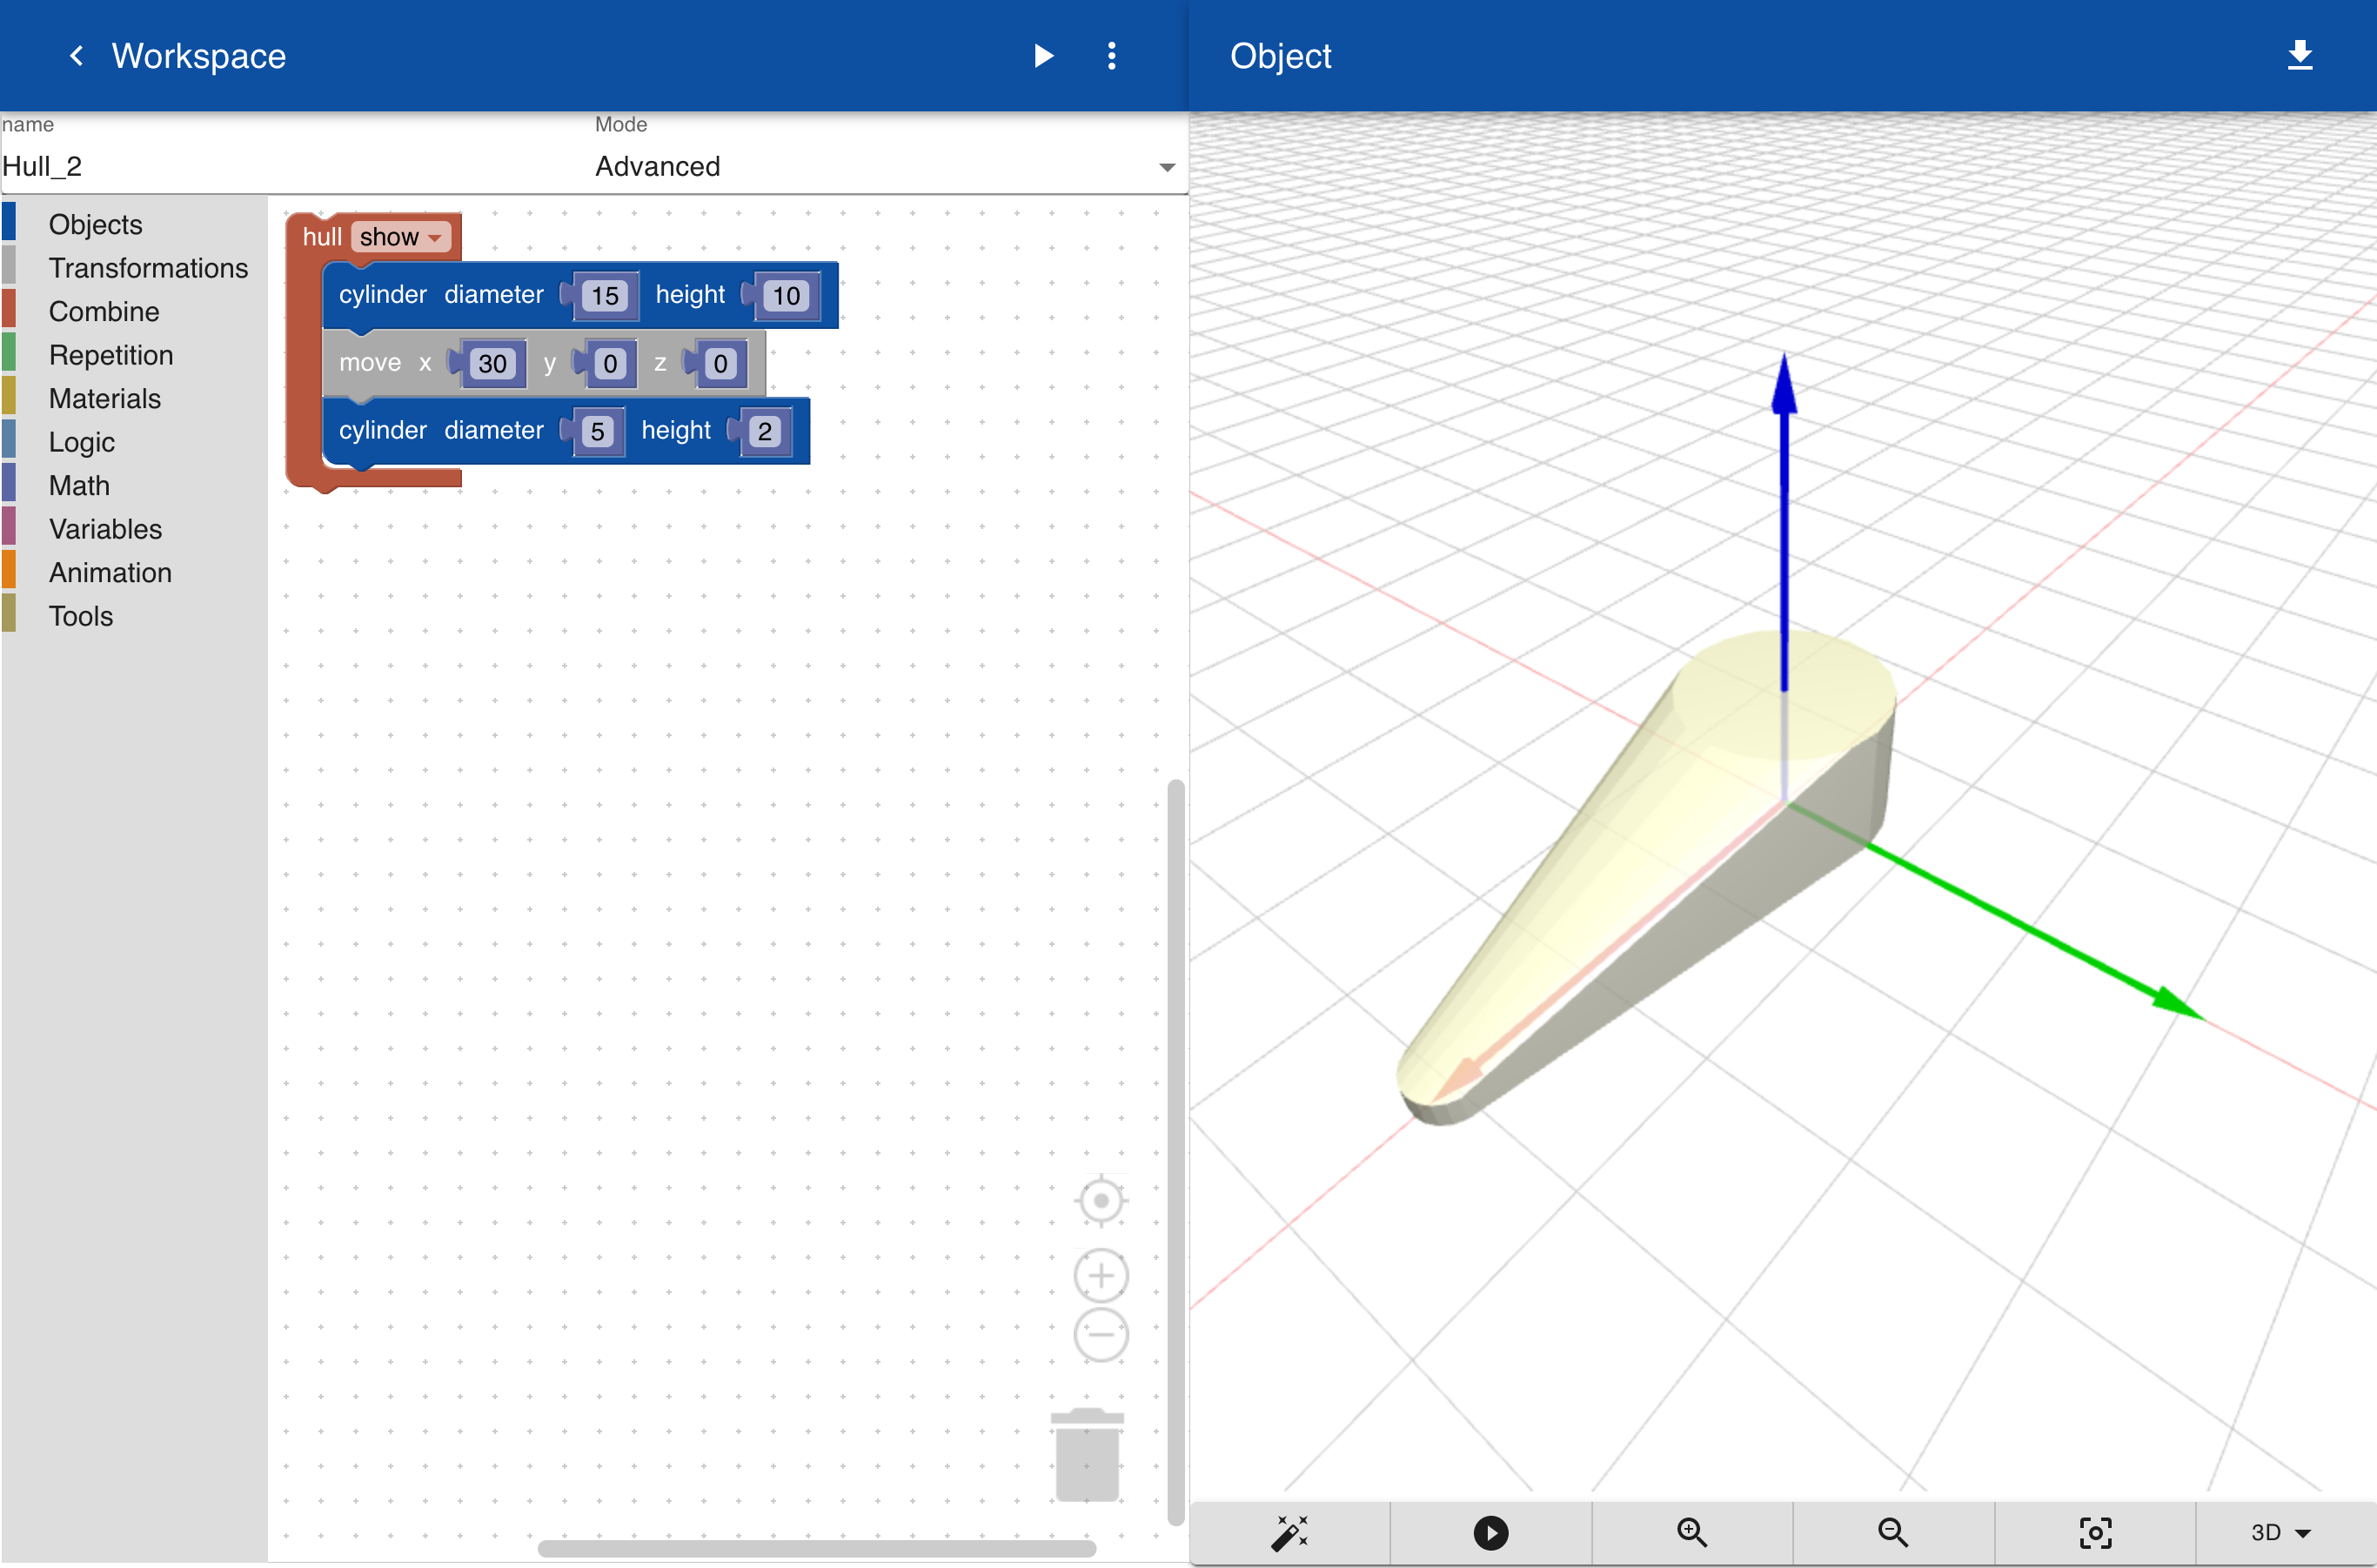 Workspace
Object
name
Mode
Hull_2
Advanced
Objects
Transformations
Combine
Repetition
Materials
Logic
Math
Variables
Animation
Tools
hull show
cylinder diameter 15 height 10
move x 30 y 0 z 0
cylinder diameter 5 height 2
3D